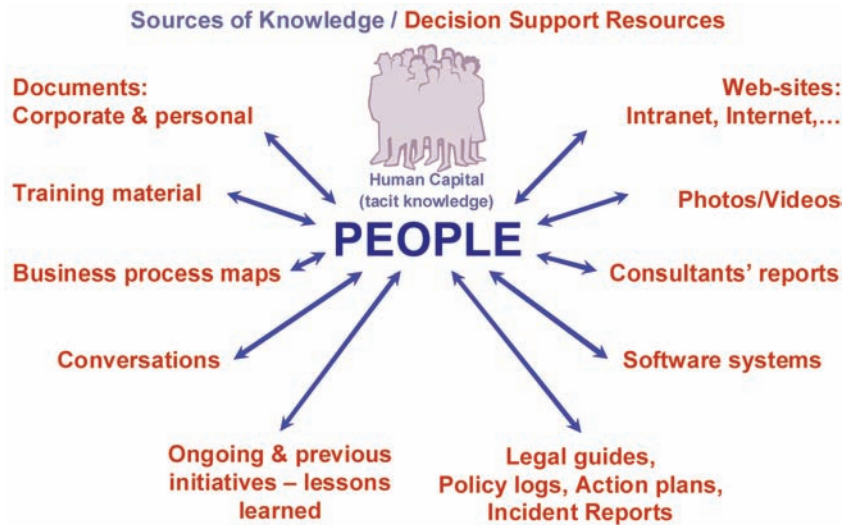 Sources of Knowledge / Decision Support Resources
Documents:
Corporate & personal
Web-sites:
Intranet, Internet,...
Human Capital
(tacit knowledge)
Training material
Photos/Videos
PEOPLE
Business process maps
Consultants’ reports
Conversations
Software systems
Ongoing & previous
initiatives – lessons
learned
Legal guides,
Policy logs, Action plans,
Incident Reports